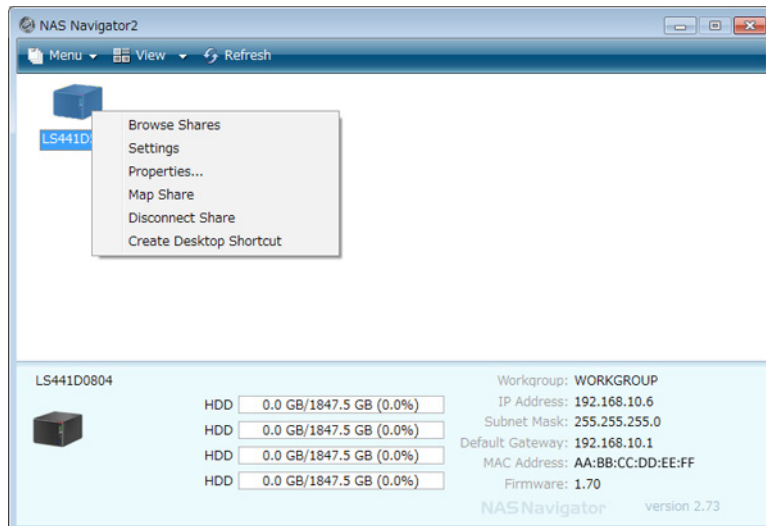 NAS Navigator2
Menu View Refresh
LS441D
Browse Shares
Settings
Properties...
Map Share
Disconnect Share
Create Desktop Shortcut
LS441D0804
HDD 0.0 GB/1847.5 GB (0.0%)
HDD 0.0 GB/1847.5 GB (0.0%)
HDD 0.0 GB/1847.5 GB (0.0%)
HDD 0.0 GB/1847.5 GB (0.0%)
Workgroup: WORKGROUP
IP Address: 192.168.10.6
Subnet Mask: 255.255.255.0
Default Gateway: 192.168.10.1
MAC Address: AA:BB:CC:DD:EE:FF
Firmware: 1.70
NAS Navigator version 2.73